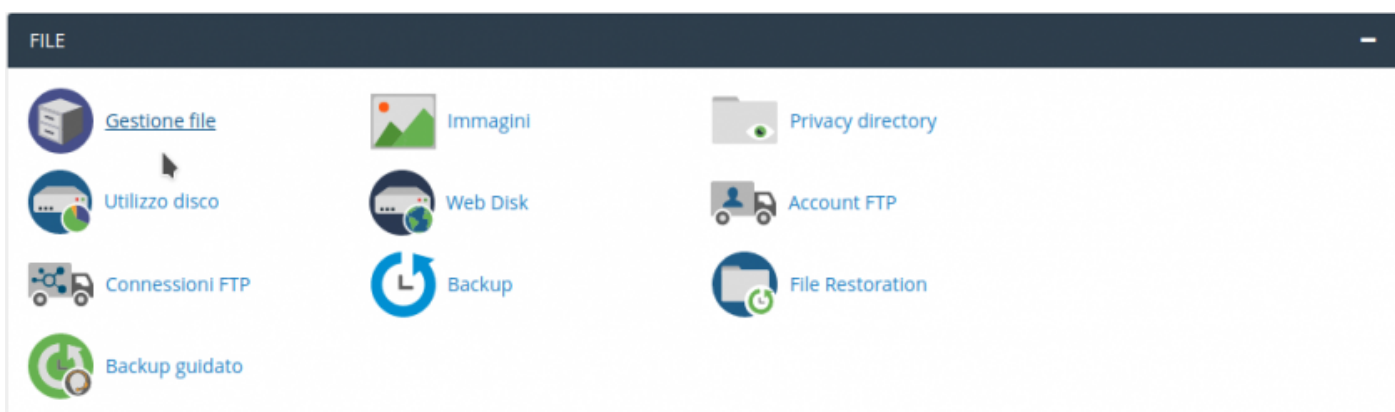 FILE
Gestione file
Immagini
Privacy directory
Utilizzo disco
Web Disk
Account FTP
Connessioni FTP
Backup
File Restoration
Backup guidato